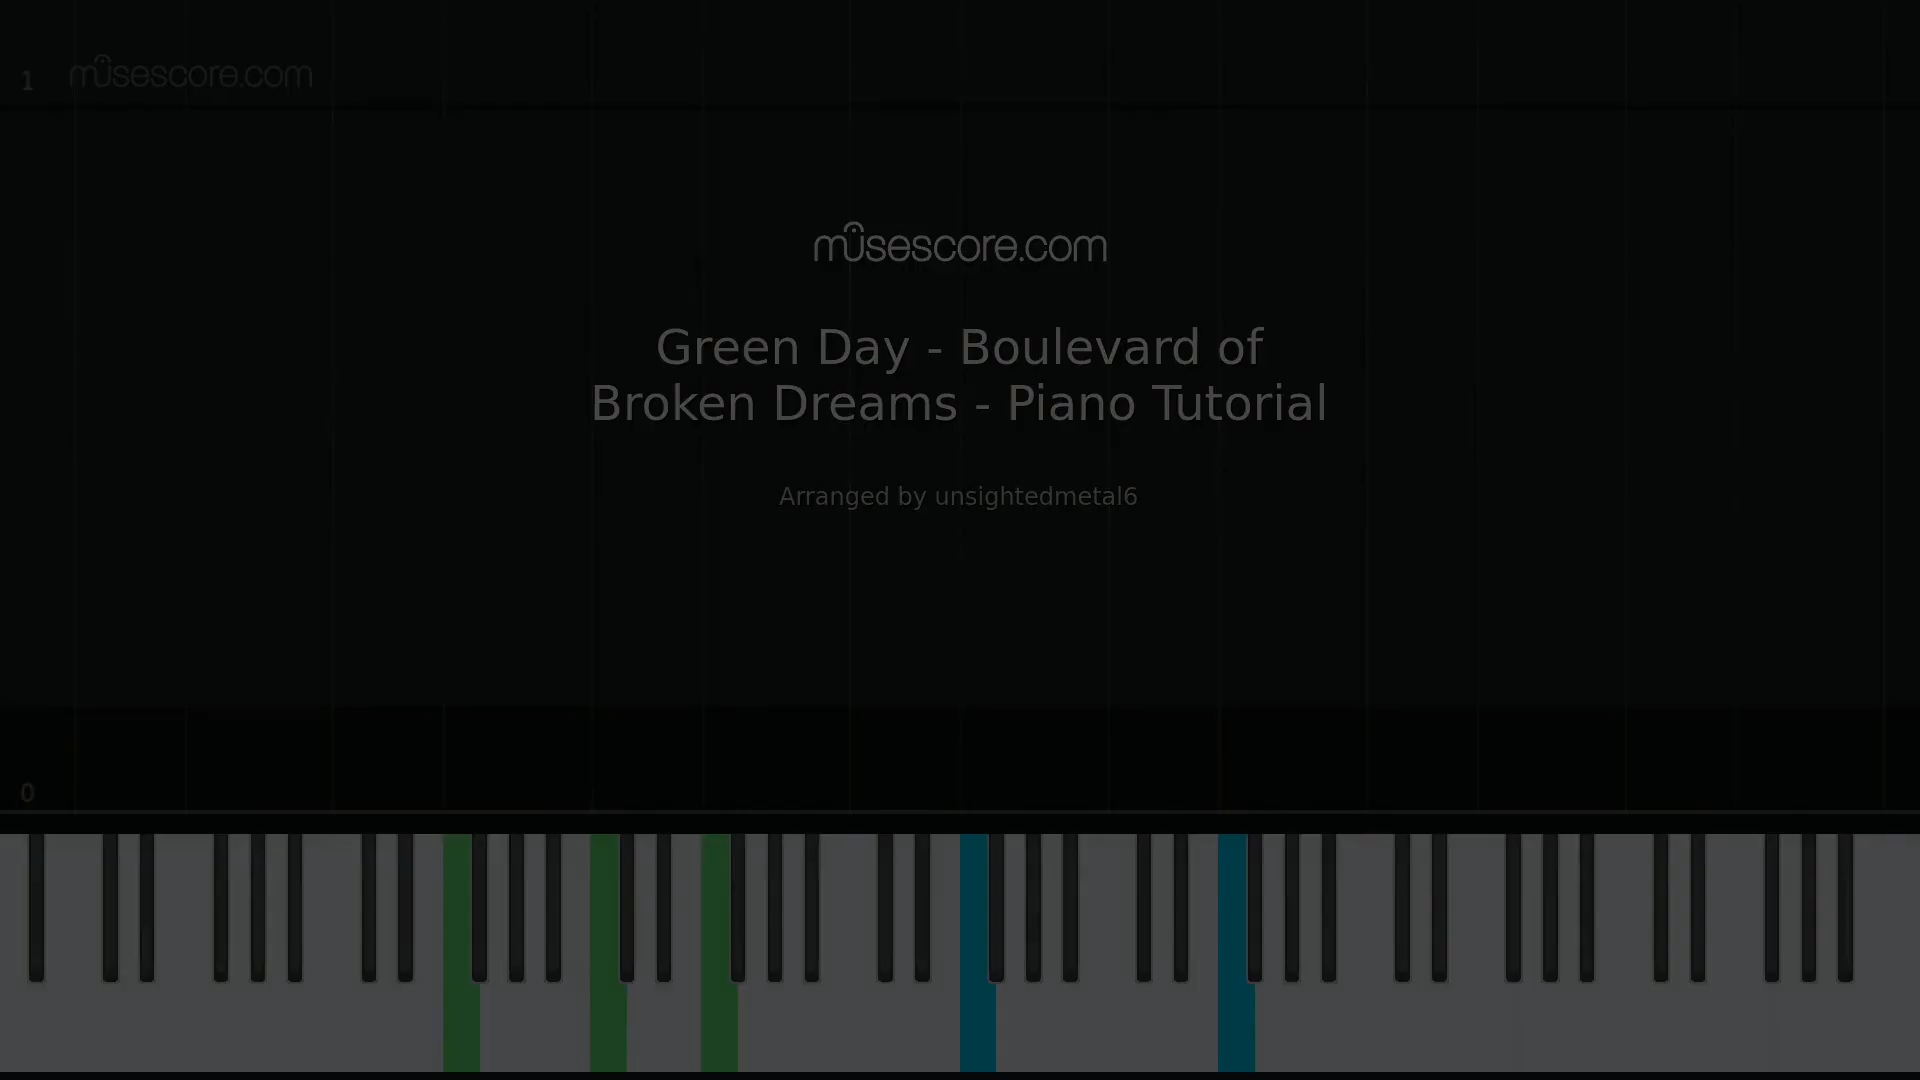 1
musescore.com
musescore.com
Green Day - Boulevard of
Broken Dreams - Piano Tutorial
Arranged by unsightedmetal6
0